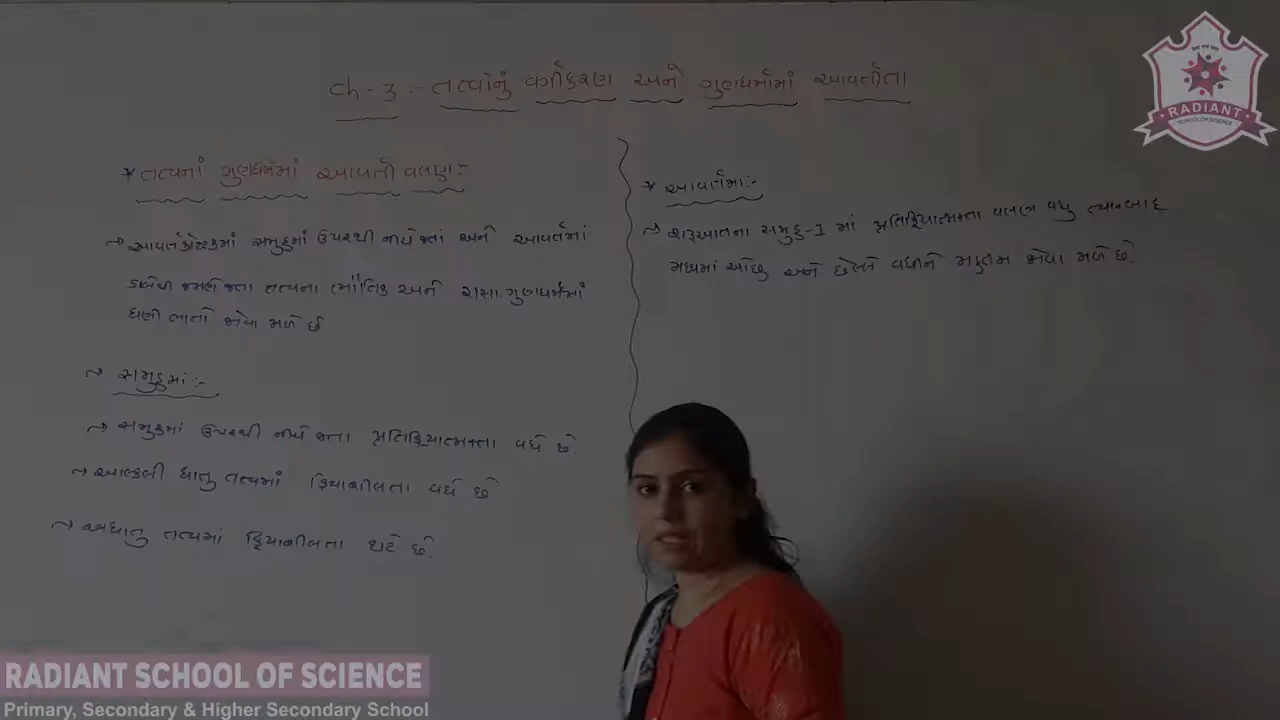 Ch - 3 :- તત્વોનું વર્ગીકરણ અને ગુણધર્મોમાં આવર્તીતા
* તત્વનાં ગુણધર્મમાં આવર્તી વલણ :-
→ આવર્તકોષ્ટકમાં સમુહમાં ઉપરથી નીચે જતાં અને આવર્તમાં
ડાબેથી જમણે જતા તત્વના ભૌતિક અને રાસા. ગુણધર્મમાં
ઘણી ભાતો જોવા મળે છે
→ સમુહમાં :-
→ સમુહમાં ઉપરથી નીચે જતા પ્રતિક્રિયાત્મકતા વધે છે.
→ આલ્કલી ધાતુ તત્વમાં ક્રિયાશીલતા વધે છે
→ અધાતુ તત્વમાં ક્રિયાશીલતા ઘટે છે.
* આવર્તમાં :-
→ શરૂઆતના સમુહ-1 માં પ્રતિક્રિયાત્મકતા વલણ વધુ ત્યારબાદ
મધ્યમાં ઓછુ અને છેલ્લે વધીને મહત્તમ જોવા મળે છે.
RADIANT
SCHOOL OF SCIENCE
RADIANT SCHOOL OF SCIENCE
Primary, Secondary & Higher Secondary School